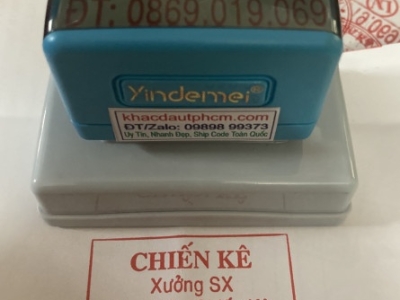 ĐT: 0869.019.069
Yindemei®
khacdautphcm.com
ĐT/Zalo: 09898 99373
Uy Tín, Nhanh Đẹp, Ship Code Toàn Quốc
CHIẾN KÊ
Xưởng SX